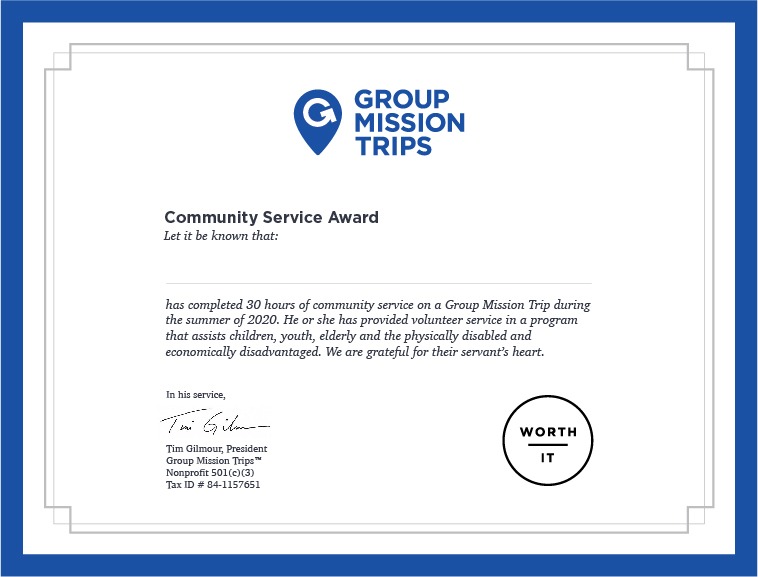 G
GROUP
MISSION
TRIPS
Community Service Award
Let it be known that:
has completed 30 hours of community service on a Group Mission Trip during
the summer of 2020. He or she has provided volunteer service in a program
that assists children, youth, elderly and the physically disabled and
economically disadvantaged. We are grateful for their servant's heart.
In his service,
Tim Gilmour
Tim Gilmour, President
Group Mission Trips™
Nonprofit 501(c)(3)
Tax ID # 84-1157651
WORTH
IT